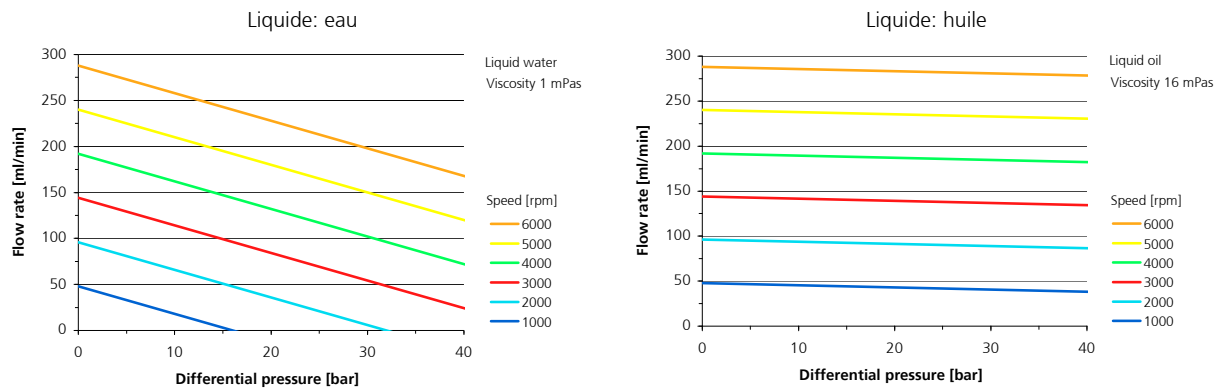 Liquide: eau
300
250
200
150
100
50
0
Flow rate [ml/min]
0 10 20 30 40
Differential pressure [bar]
Liquid water
Viscosity 1 mPas
Speed [rpm]
6000
5000
4000
3000
2000
1000
Liquide: huile
300
250
200
150
100
50
0
Flow rate [ml/min]
0 10 20 30 40
Differential pressure [bar]
Liquid oil
Viscosity 16 mPas
Speed [rpm]
6000
5000
4000
3000
2000
1000